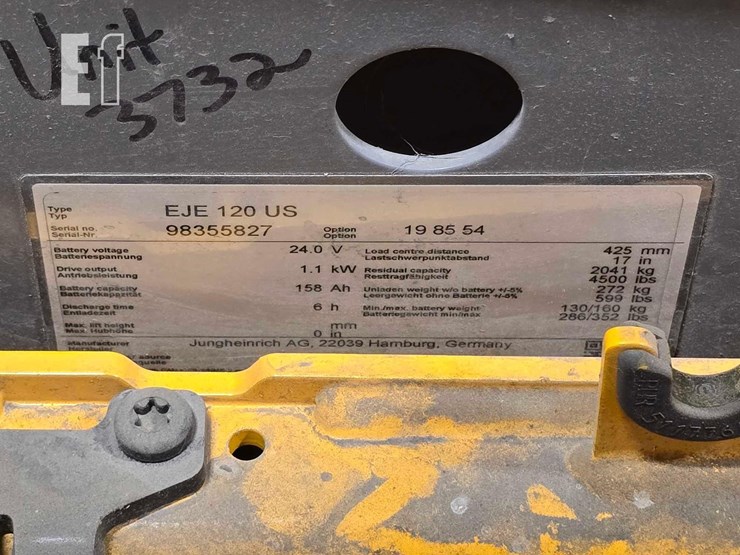 Unit
3732
Ef
Type
Typ
EJE 120 US
Serial no.
Serial-Nr.
98355827
Option
Option
19 85 54
Battery voltage
Batteriespannung
24.0 V
Load centre distance
Lastschwerpunktabstand
425 mm
17 in
Drive output
Antriebsleistung
1.1 kW
Residual capacity
Resttragfähigkeit
2041 kg
4500 lbs
Battery capacity
Batteriekapazität
158 Ah
Unladen weight w/o battery +/-5%
Leergewicht ohne Batterie +/-5%
272 kg
599 lbs
Discharge time
Entladezeit
6 h
Min./max. battery weight
Batteriegewicht min/max
130/160 kg
286/352 lbs
Max. lift height
Max. Hubhöhe
mm
0 in
Manufacturer
Hersteller
Jungheinrich AG, 22039 Hamburg, Germany